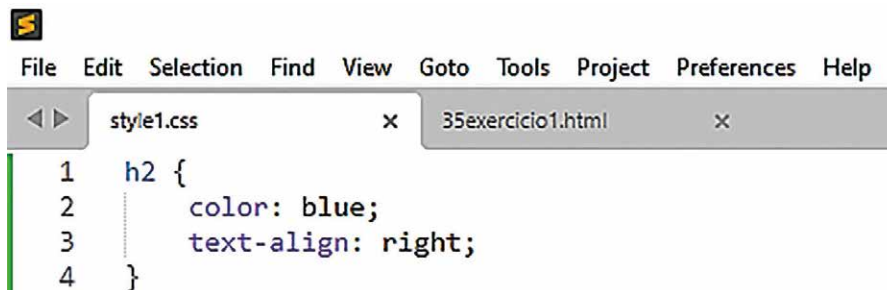 File Edit Selection Find View Goto Tools Project Preferences Help
style1.css × 35exercicio1.html ×
1 h2 {
2 color: blue;
3 text-align: right;
4 }